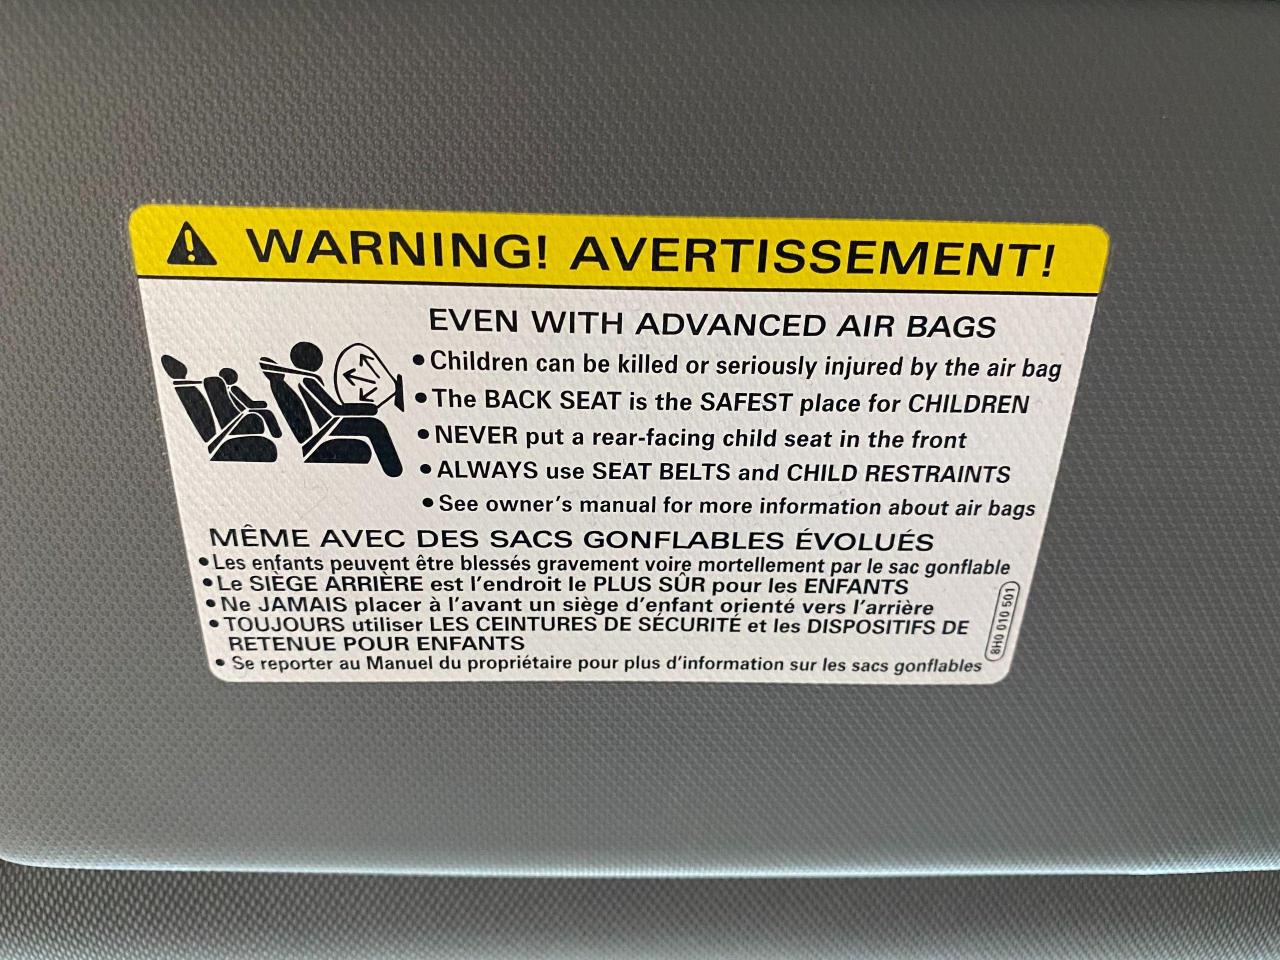 WARNING! AVERTISSEMENT!
EVEN WITH ADVANCED AIR BAGS
• Children can be killed or seriously injured by the air bag
• The BACK SEAT is the SAFEST place for CHILDREN
• NEVER put a rear-facing child seat in the front
• ALWAYS use SEAT BELTS and CHILD RESTRAINTS
• See owner's manual for more information about air bags
MÊME AVEC DES SACS GONFLABLES ÉVOLUÉS
• Les enfants peuvent être blessés gravement voire mortellement par le sac gonflable
• Le SIÈGE ARRIÈRE est l'endroit le PLUS SÛR pour les ENFANTS
• Ne JAMAIS placer à l'avant un siège d'enfant orienté vers l'arrière
• TOUJOURS utiliser LES CEINTURES DE SÉCURITÉ et les DISPOSITIFS DE
RETENUE POUR ENFANTS
• Se reporter au Manuel du propriétaire pour plus d'information sur les sacs gonflables
8H0 010 501